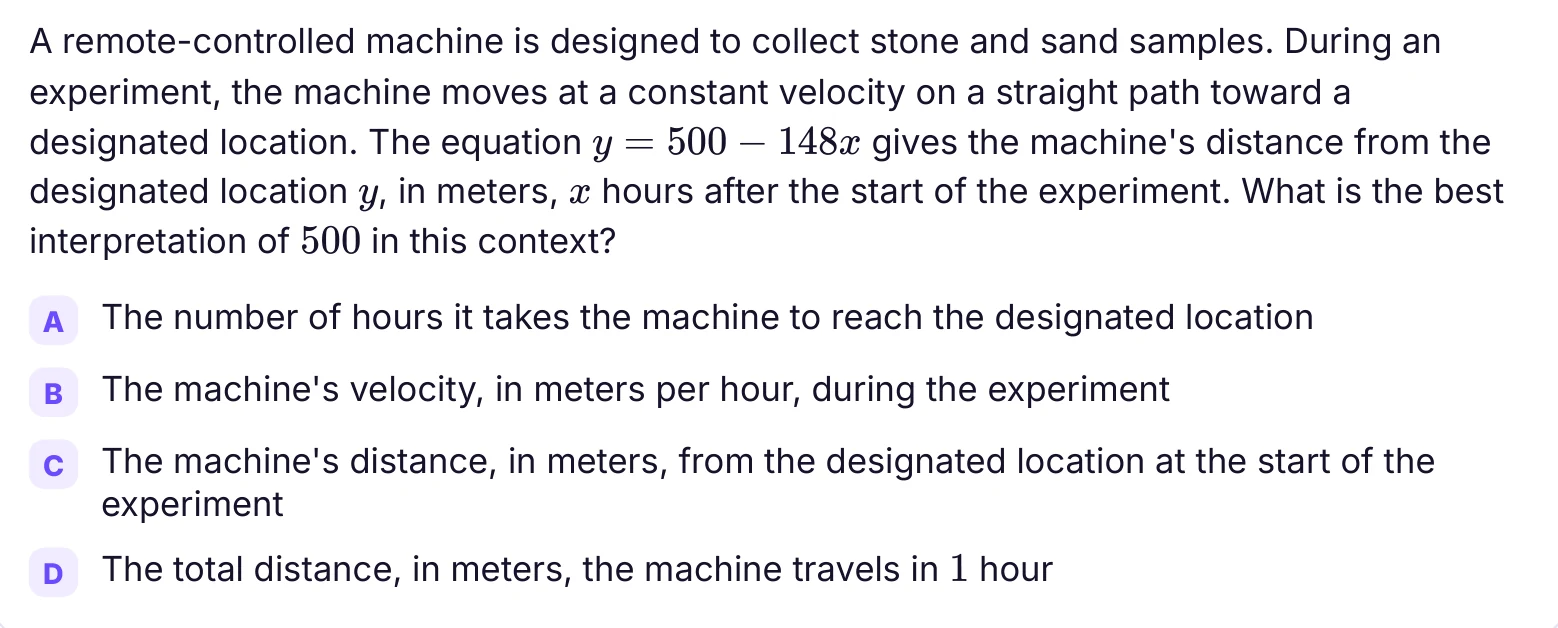 A remote-controlled machine is designed to collect stone and sand samples. During an
experiment, the machine moves at a constant velocity on a straight path toward a
designated location. The equation y = 500 − 148x gives the machine's distance from the
designated location y, in meters, x hours after the start of the experiment. What is the best
interpretation of 500 in this context?
A The number of hours it takes the machine to reach the designated location
B The machine's velocity, in meters per hour, during the experiment
C The machine's distance, in meters, from the designated location at the start of the
experiment
D The total distance, in meters, the machine travels in 1 hour